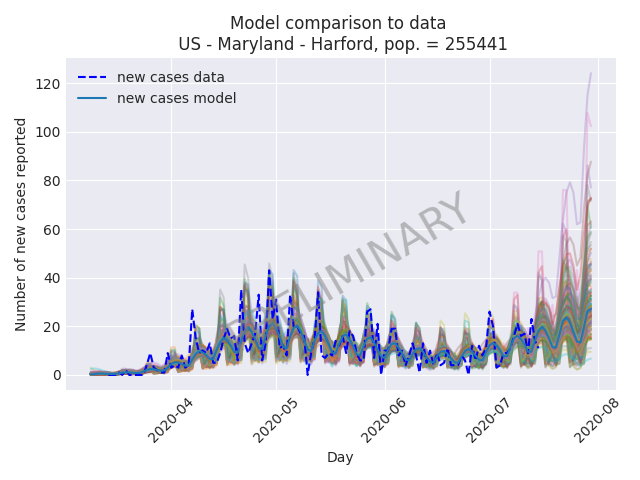 Model comparison to data
US - Maryland - Harford, pop. = 255441
new cases data
new cases model
Number of new cases reported
120
100
80
60
40
20
0
PRELIMINARY
2020-04
2020-05
2020-06
2020-07
2020-08
Day